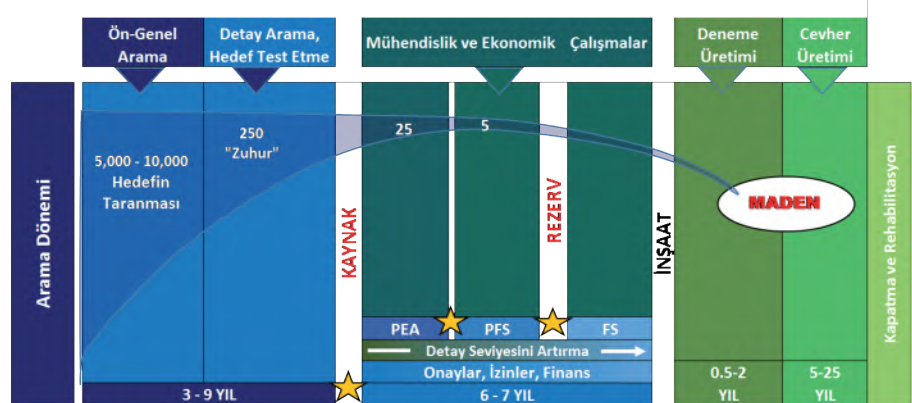 Ön-Genel
Arama
Detay Arama,
Hedef Test Etme
Mühendislik ve Ekonomik Çalışmalar
Deneme
Üretimi
Cevher
Üretimi
Arama Dönemi
5,000 - 10,000
Hedefin
Taranması
250
"Zuhur"
KAYNAK
25
5
REZERV
İNŞAAT
MADEN
Kapatma ve Rehabilitasyon
PEA
PFS
FS
Detay Seviyesini Artırma
Onaylar, İzinler, Finans
3 - 9 YIL
6 - 7 YIL
0.5-2
YIL
5-25
YIL